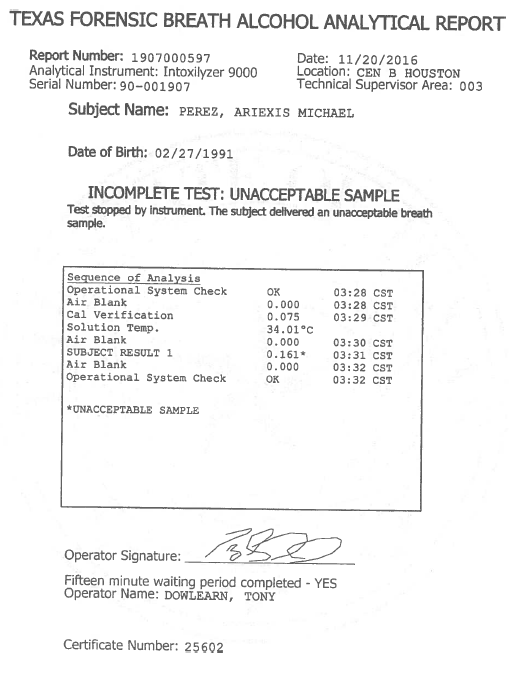 TEXAS FORENSIC BREATH ALCOHOL ANALYTICAL REPORT
Report Number: 1907000597 Date: 11/20/2016
Analytical Instrument: Intoxilyzer 9000 Location: CEN B HOUSTON
Serial Number: 90-001907 Technical Supervisor Area: 003
Subject Name: PEREZ, ARIEXIS MICHAEL
Date of Birth: 02/27/1991
INCOMPLETE TEST: UNACCEPTABLE SAMPLE
Test stopped by instrument. The subject delivered an unacceptable breath
sample.
Sequence of Analysis
Operational System Check OK 03:28 CST
Air Blank 0.000 03:28 CST
Cal Verification 0.075 03:29 CST
Solution Temp. 34.01°C
Air Blank 0.000 03:30 CST
SUBJECT RESULT 1 0.161* 03:31 CST
Air Blank 0.000 03:32 CST
Operational System Check OK 03:32 CST
*UNACCEPTABLE SAMPLE
Operator Signature:
Fifteen minute waiting period completed - YES
Operator Name: DOWLEARN, TONY
Certificate Number: 25602